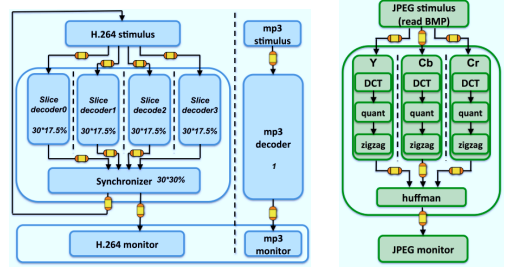 H.264 stimulus
mp3
stimulus
Slice
decoder0
30*17.5%
Slice
decoder1
30*17.5%
Slice
decode2
30*17.5%
Slice
decoder3
30*17.5%
mp3
decoder
1
Synchronizer 30*30%
H.264 monitor
mp3
monitor
JPEG stimulus
(read BMP)
Y
Cb
Cr
DCT
DCT
DCT
quant
quant
quant
zigzag
zigzag
zigzag
huffman
JPEG monitor